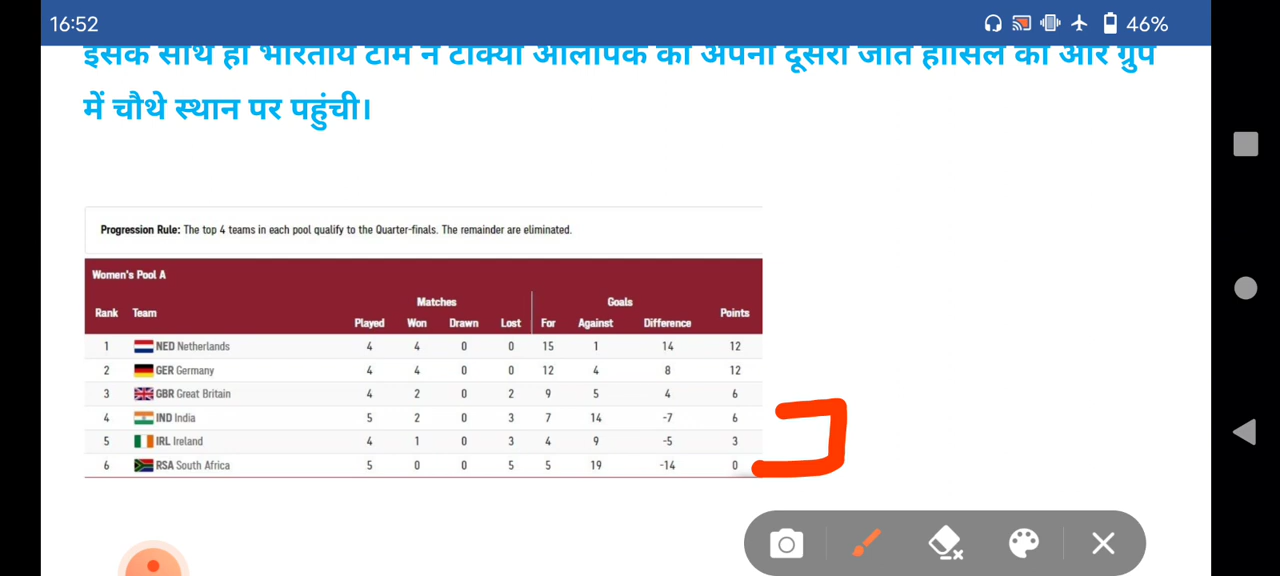 16:52 46%
इसके साथ ही भारतीय टीम ने टोक्यो ओलंपिक की अपनी दूसरी जीत हासिल की और ग्रुप
में चौथे स्थान पर पहुंची।
Progression Rule: The top 4 teams in each pool qualify to the Quarter-finals. The remainder are eliminated.
Women's Pool A
Matches Goals
Rank Team Played Won Drawn Lost For Against Difference Points
1 NED Netherlands 4 4 0 0 15 1 14 12
2 GER Germany 4 4 0 0 12 4 8 12
3 GBR Great Britain 4 2 0 2 9 5 4 6
4 IND India 5 2 0 3 7 14 -7 6
5 IRL Ireland 4 1 0 3 4 9 -5 3
6 RSA South Africa 5 0 0 5 5 19 -14 0